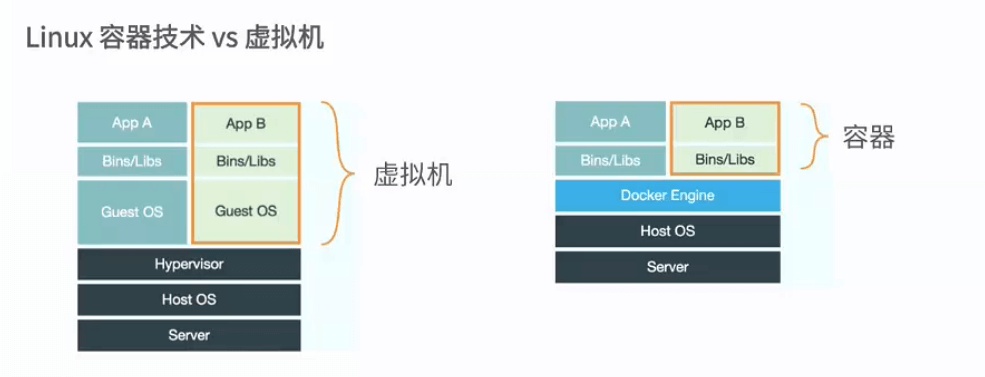 Linux 容器技术 vs 虚拟机
App A
App B
Bins/Libs
Bins/Libs
Guest OS
Guest OS
Hypervisor
Host OS
Server
虚拟机
App A
App B
Bins/Libs
Bins/Libs
Docker Engine
Host OS
Server
容器